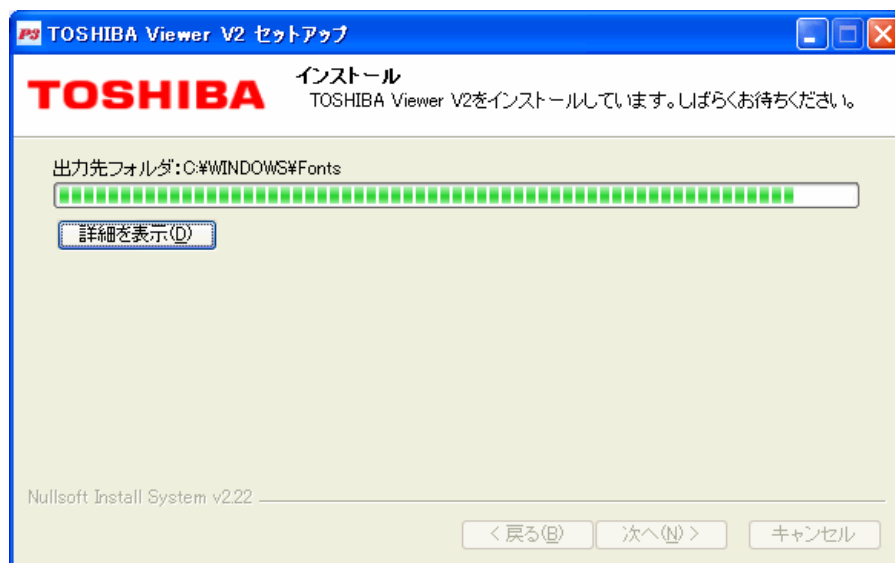 P3 TOSHIBA Viewer V2 セットアップ
TOSHIBA
インストール
TOSHIBA Viewer V2をインストールしています。しばらくお待ちください。
出力先フォルダ:C:¥WINDOWS¥Fonts
詳細を表示(D)
Nullsoft Install System v2.22
< 戻る(B)
次へ(N) >
キャンセル